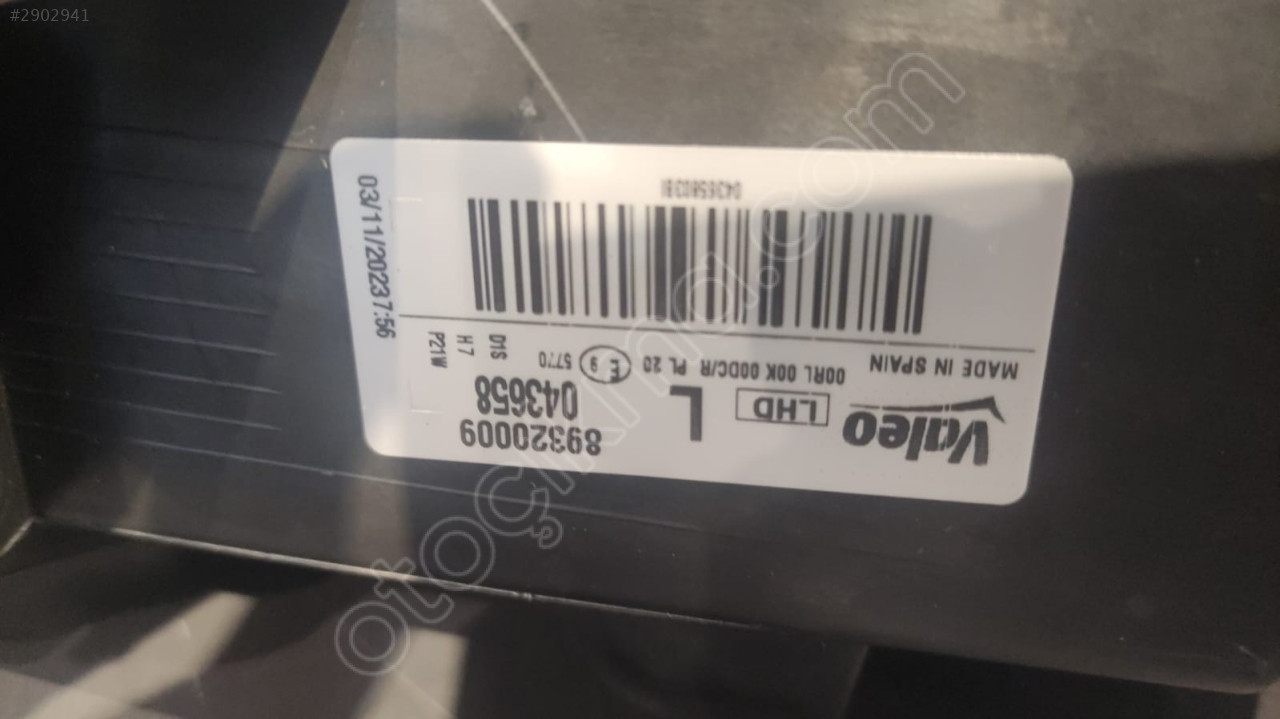 #2902941
Valeo LHD L 89320009
043658
MADE IN SPAIN 00RL 00K 00DC/R PL 20 E 9 5770
D1S
H7
P21W
03/11/2023 7:56
otoçıkma.com